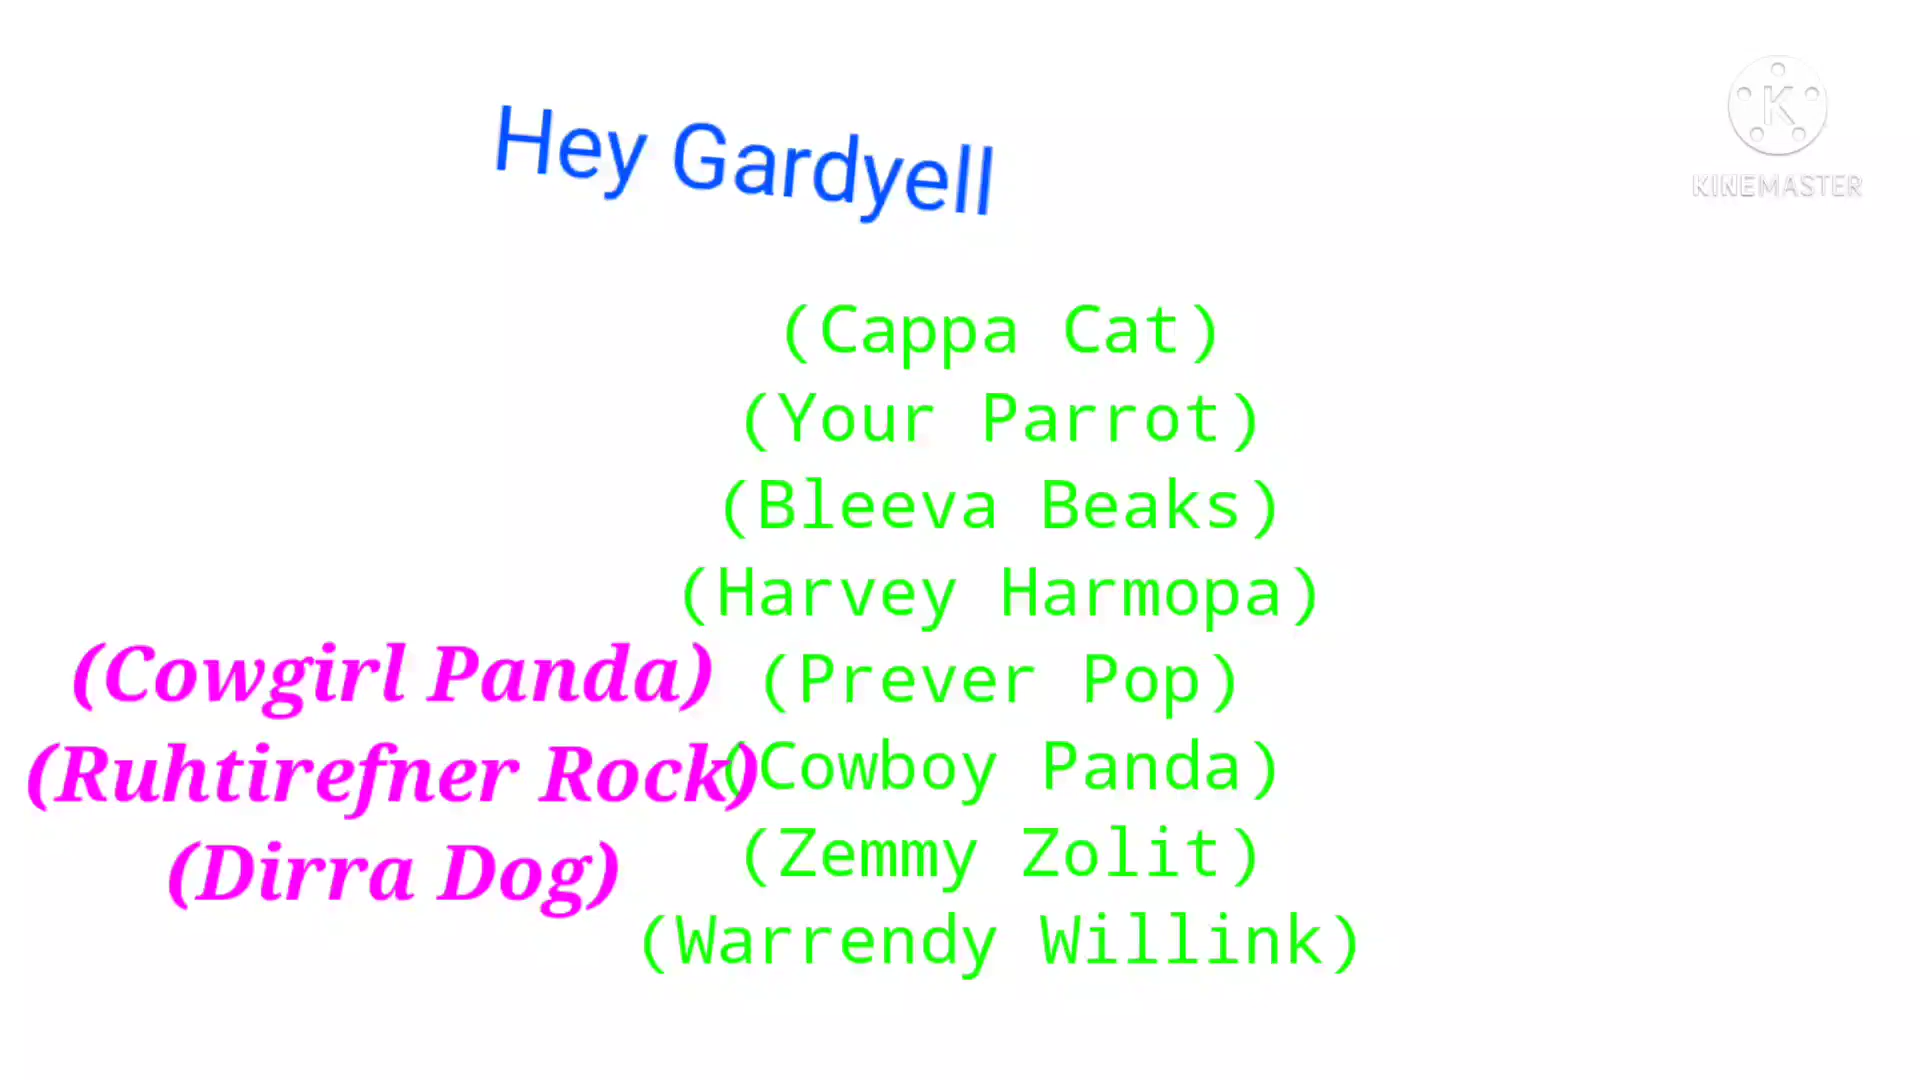 Hey Gardyell
K
KINEMASTER
(Cappa Cat)
(Your Parrot)
(Bleeva Beaks)
(Harvey Harmopa)
(Prever Pop)
(Cowboy Panda)
(Zemmy Zolit)
(Warrendy Willink)
(Cowgirl Panda)
(Ruhtirefner Rock)
(Dirra Dog)